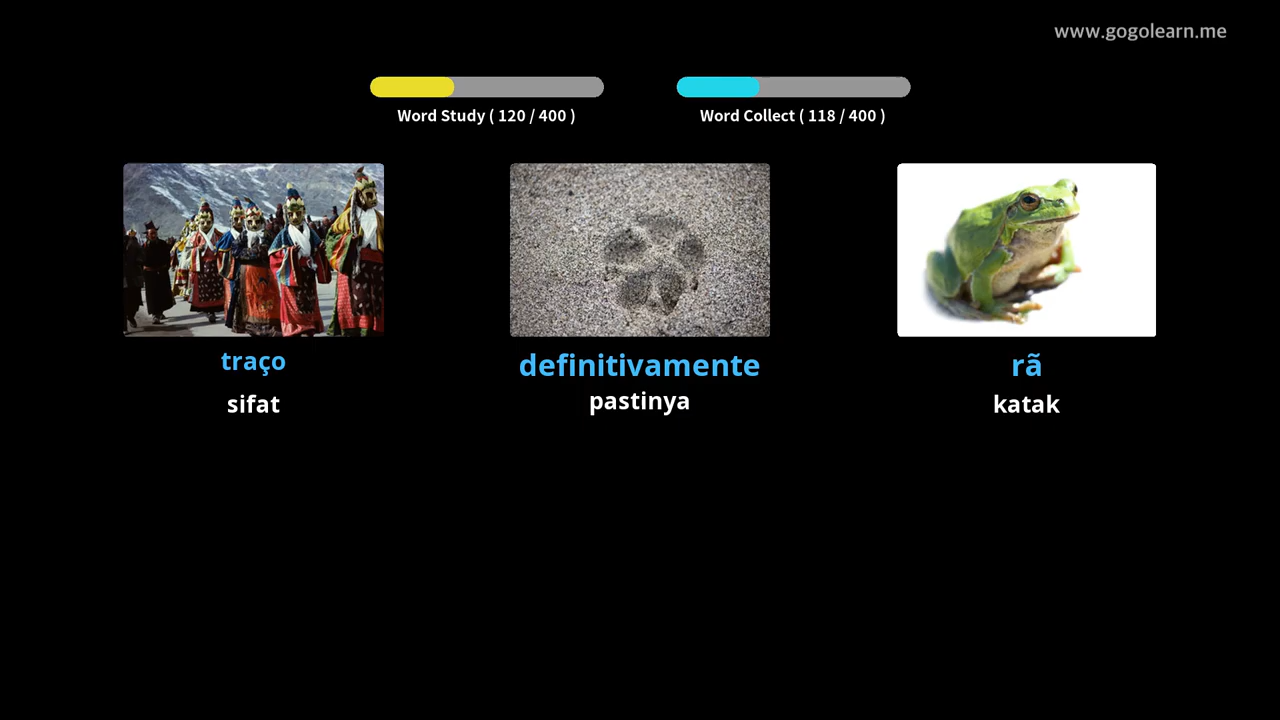 www.gogolearn.me
Word Study ( 120 / 400 )
Word Collect ( 118 / 400 )
traço
definitivamente
rã
sifat
pastinya
katak